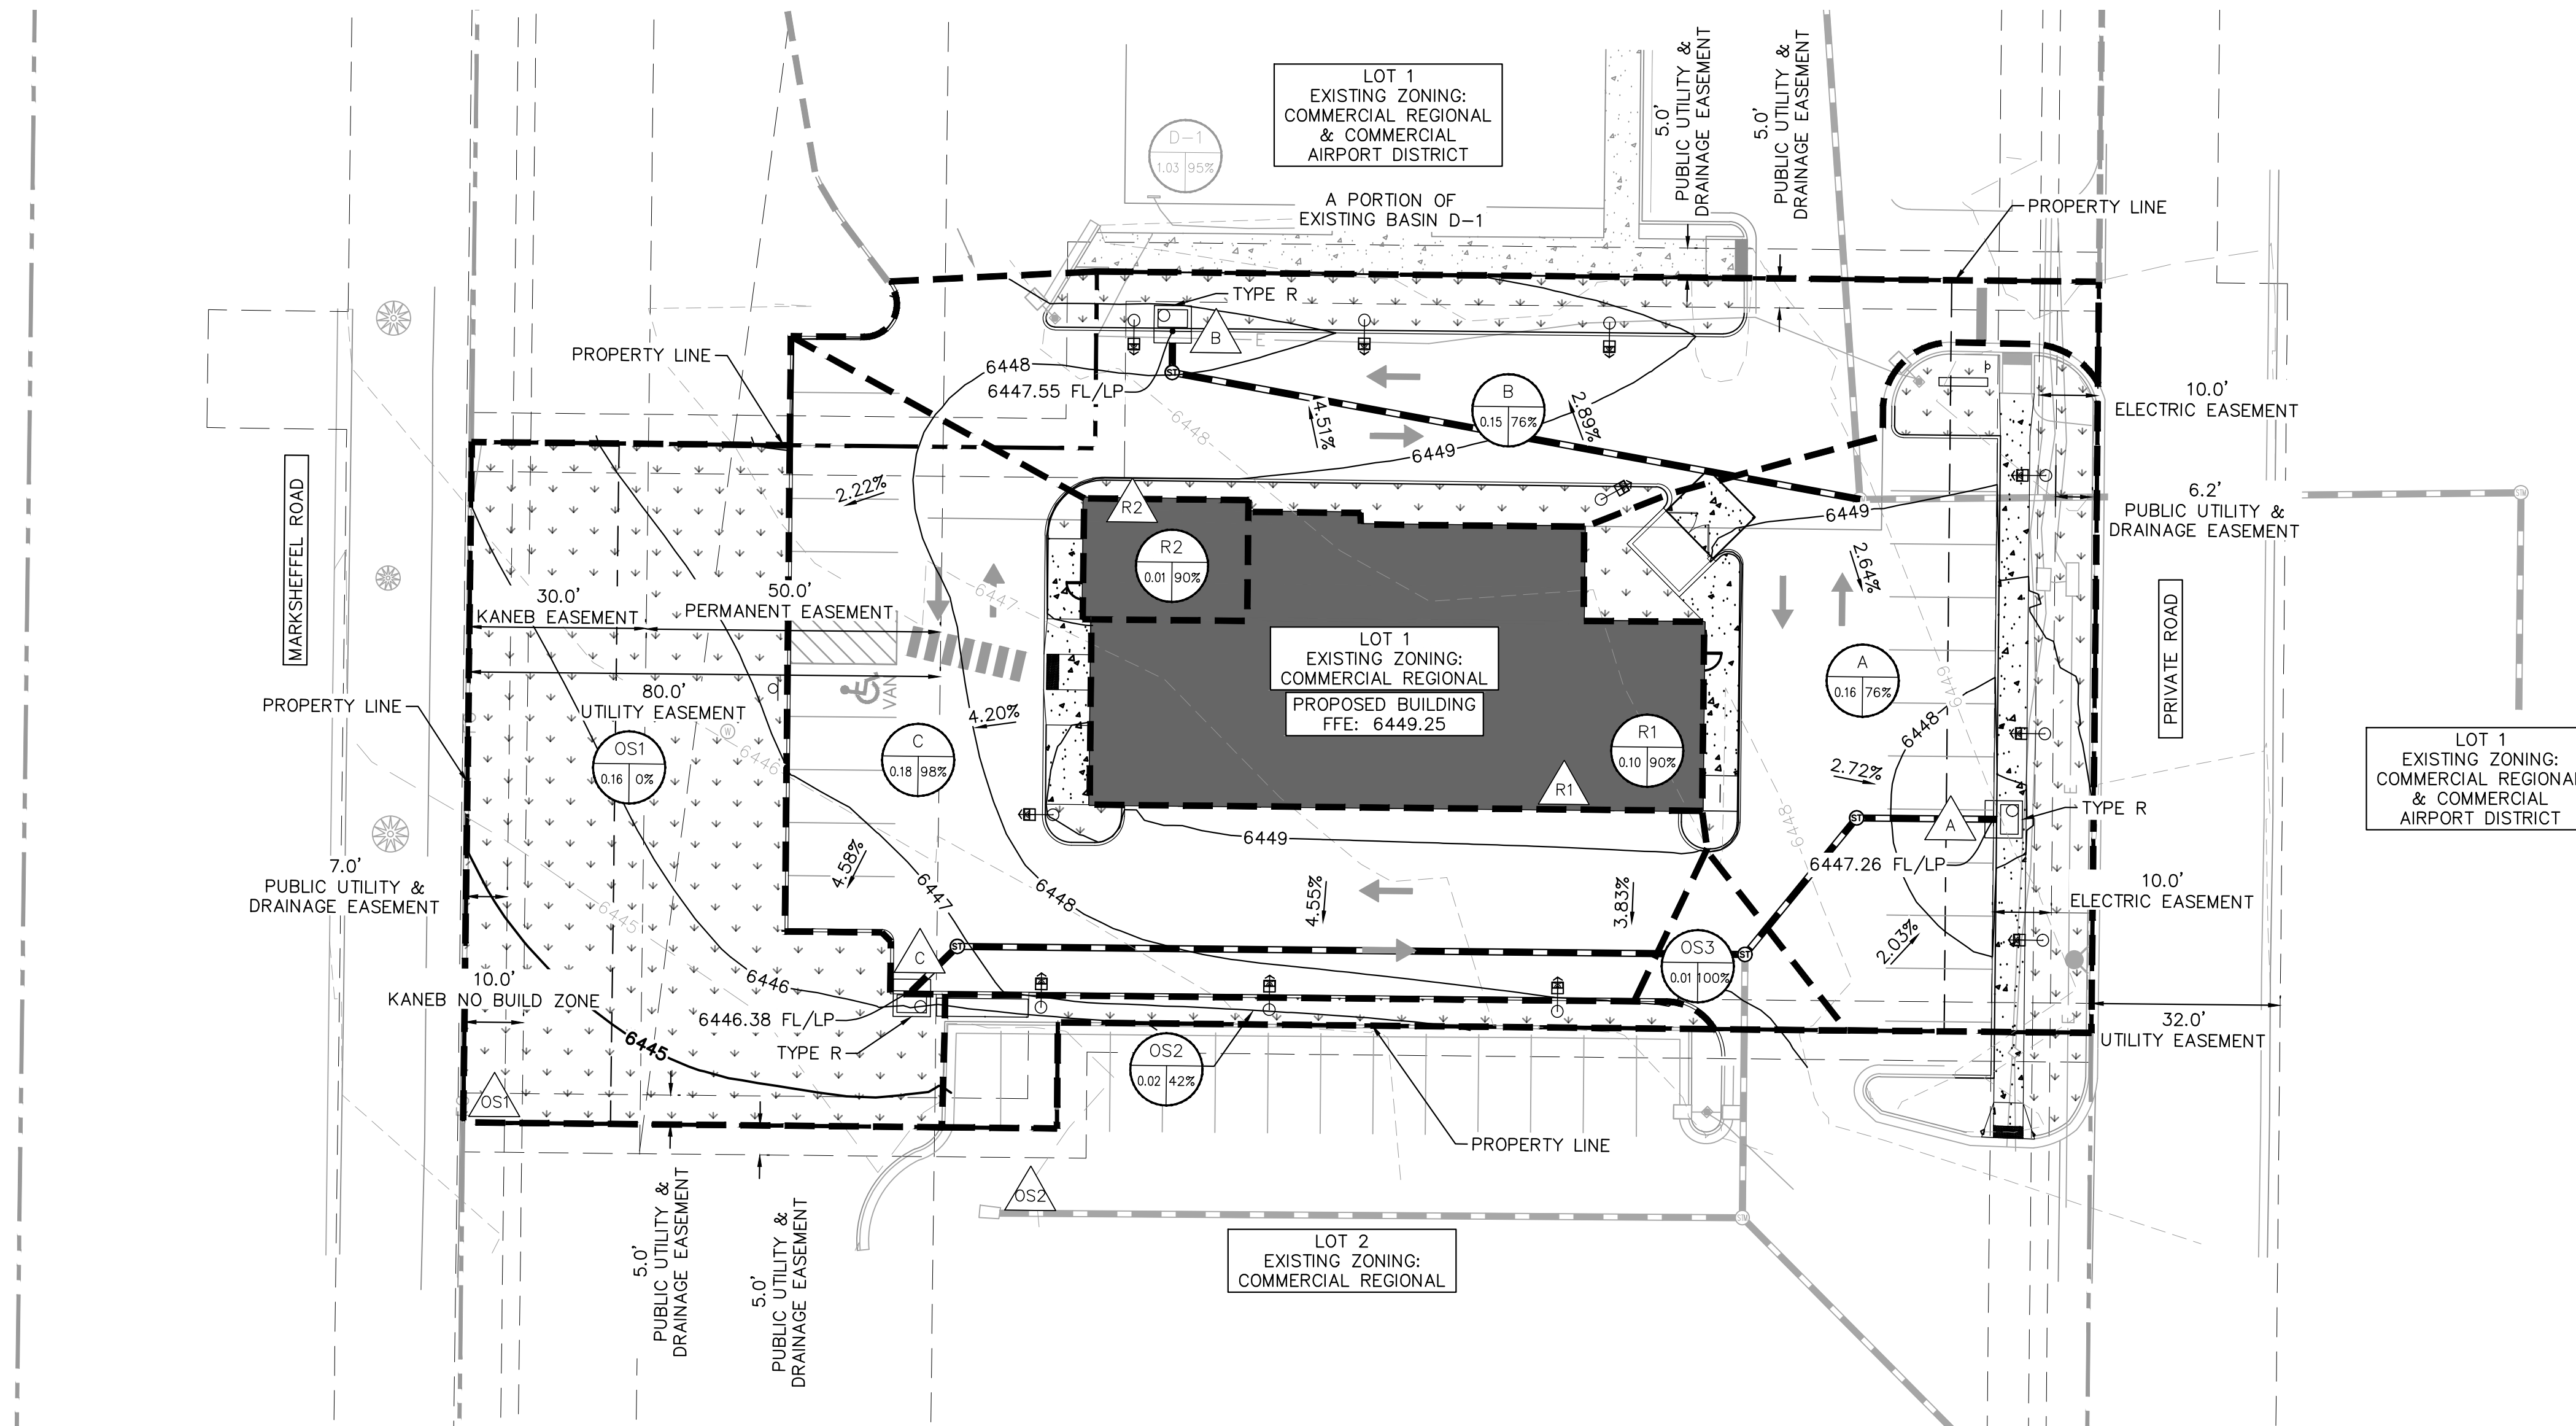 LOT 1
EXISTING ZONING:
COMMERCIAL REGIONAL
& COMMERCIAL
AIRPORT DISTRICT
D-1
1.03 95%
A PORTION OF
EXISTING BASIN D-1
5.0'
PUBLIC UTILITY &
DRAINAGE EASEMENT
5.0'
PUBLIC UTILITY &
DRAINAGE EASEMENT
PROPERTY LINE
TYPE R
B
E
PROPERTY LINE
6448
6447.55 FL/LP
ST
6448
4.51%
B
0.15 76%
2.89%
6449
10.0'
ELECTRIC EASEMENT
2.22%
R2
6449
6.2'
PUBLIC UTILITY &
DRAINAGE EASEMENT
STM
MARKSHEFFEL ROAD
R2
0.01 90%
2.64%
6447
30.0'
KANEB EASEMENT
50.0'
PERMANENT EASEMENT
LOT 1
EXISTING ZONING:
COMMERCIAL REGIONAL
PROPOSED BUILDING
FFE: 6449.25
A
0.16 76%
6449
PRIVATE ROAD
VAN
80.0'
UTILITY EASEMENT
PROPERTY LINE
4.20%
6448
W
6446
OS1
0.16 0%
C
0.18 98%
R1
0.10 90%
R1
2.72%
LOT 1
EXISTING ZONING:
COMMERCIAL REGIONAL
& COMMERCIAL
AIRPORT DISTRICT
E
TYPE R
ST
A
6448
6449
6447.26 FL/LP
4.58%
7.0'
PUBLIC UTILITY &
DRAINAGE EASEMENT
6447
6448
4.55%
3.83%
10.0'
ELECTRIC EASEMENT
6445
2.03%
C
ST
OS3
0.01 100%
ST
6446
10.0'
KANEB NO BUILD ZONE
6446.38 FL/LP
E
E
32.0'
UTILITY EASEMENT
6445
TYPE R
OS2
0.02 42%
OS1
PROPERTY LINE
OS2
STM
5.0'
PUBLIC UTILITY &
DRAINAGE EASEMENT
5.0'
PUBLIC UTILITY &
DRAINAGE EASEMENT
LOT 2
EXISTING ZONING:
COMMERCIAL REGIONAL